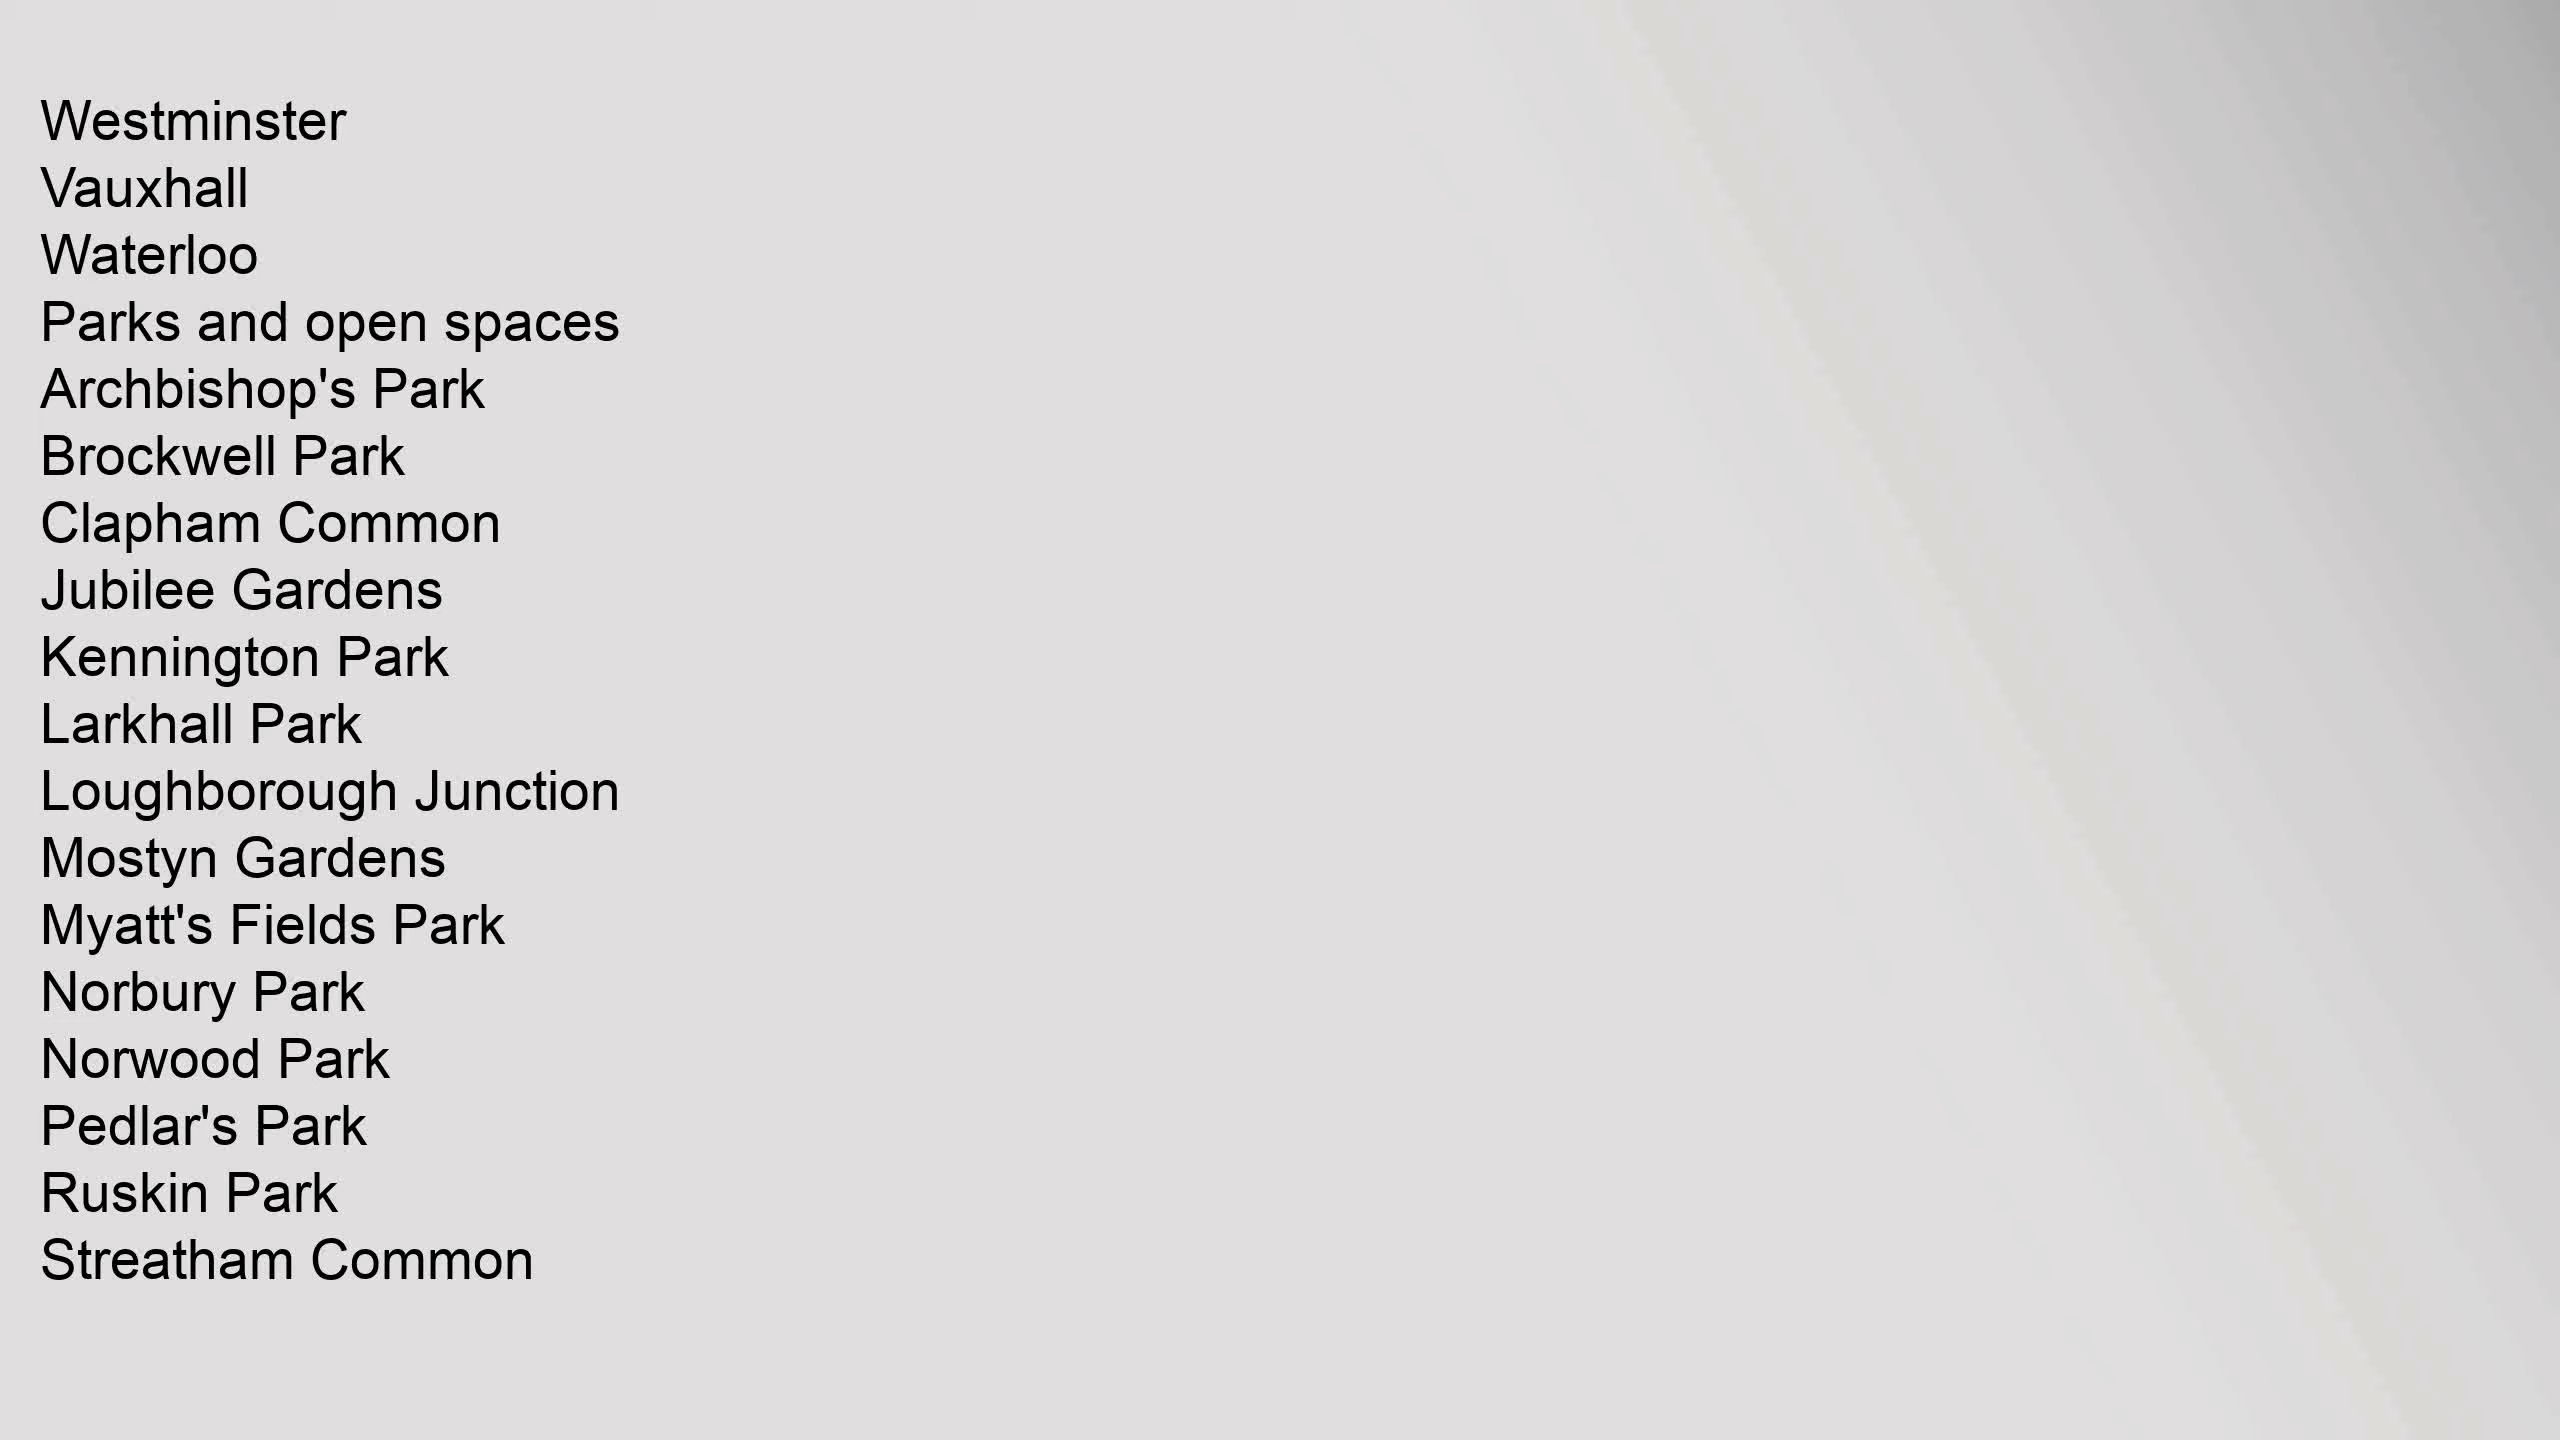 Westminster
Vauxhall
Waterloo
Parks and open spaces
Archbishop's Park
Brockwell Park
Clapham Common
Jubilee Gardens
Kennington Park
Larkhall Park
Loughborough Junction
Mostyn Gardens
Myatt's Fields Park
Norbury Park
Norwood Park
Pedlar's Park
Ruskin Park
Streatham Common